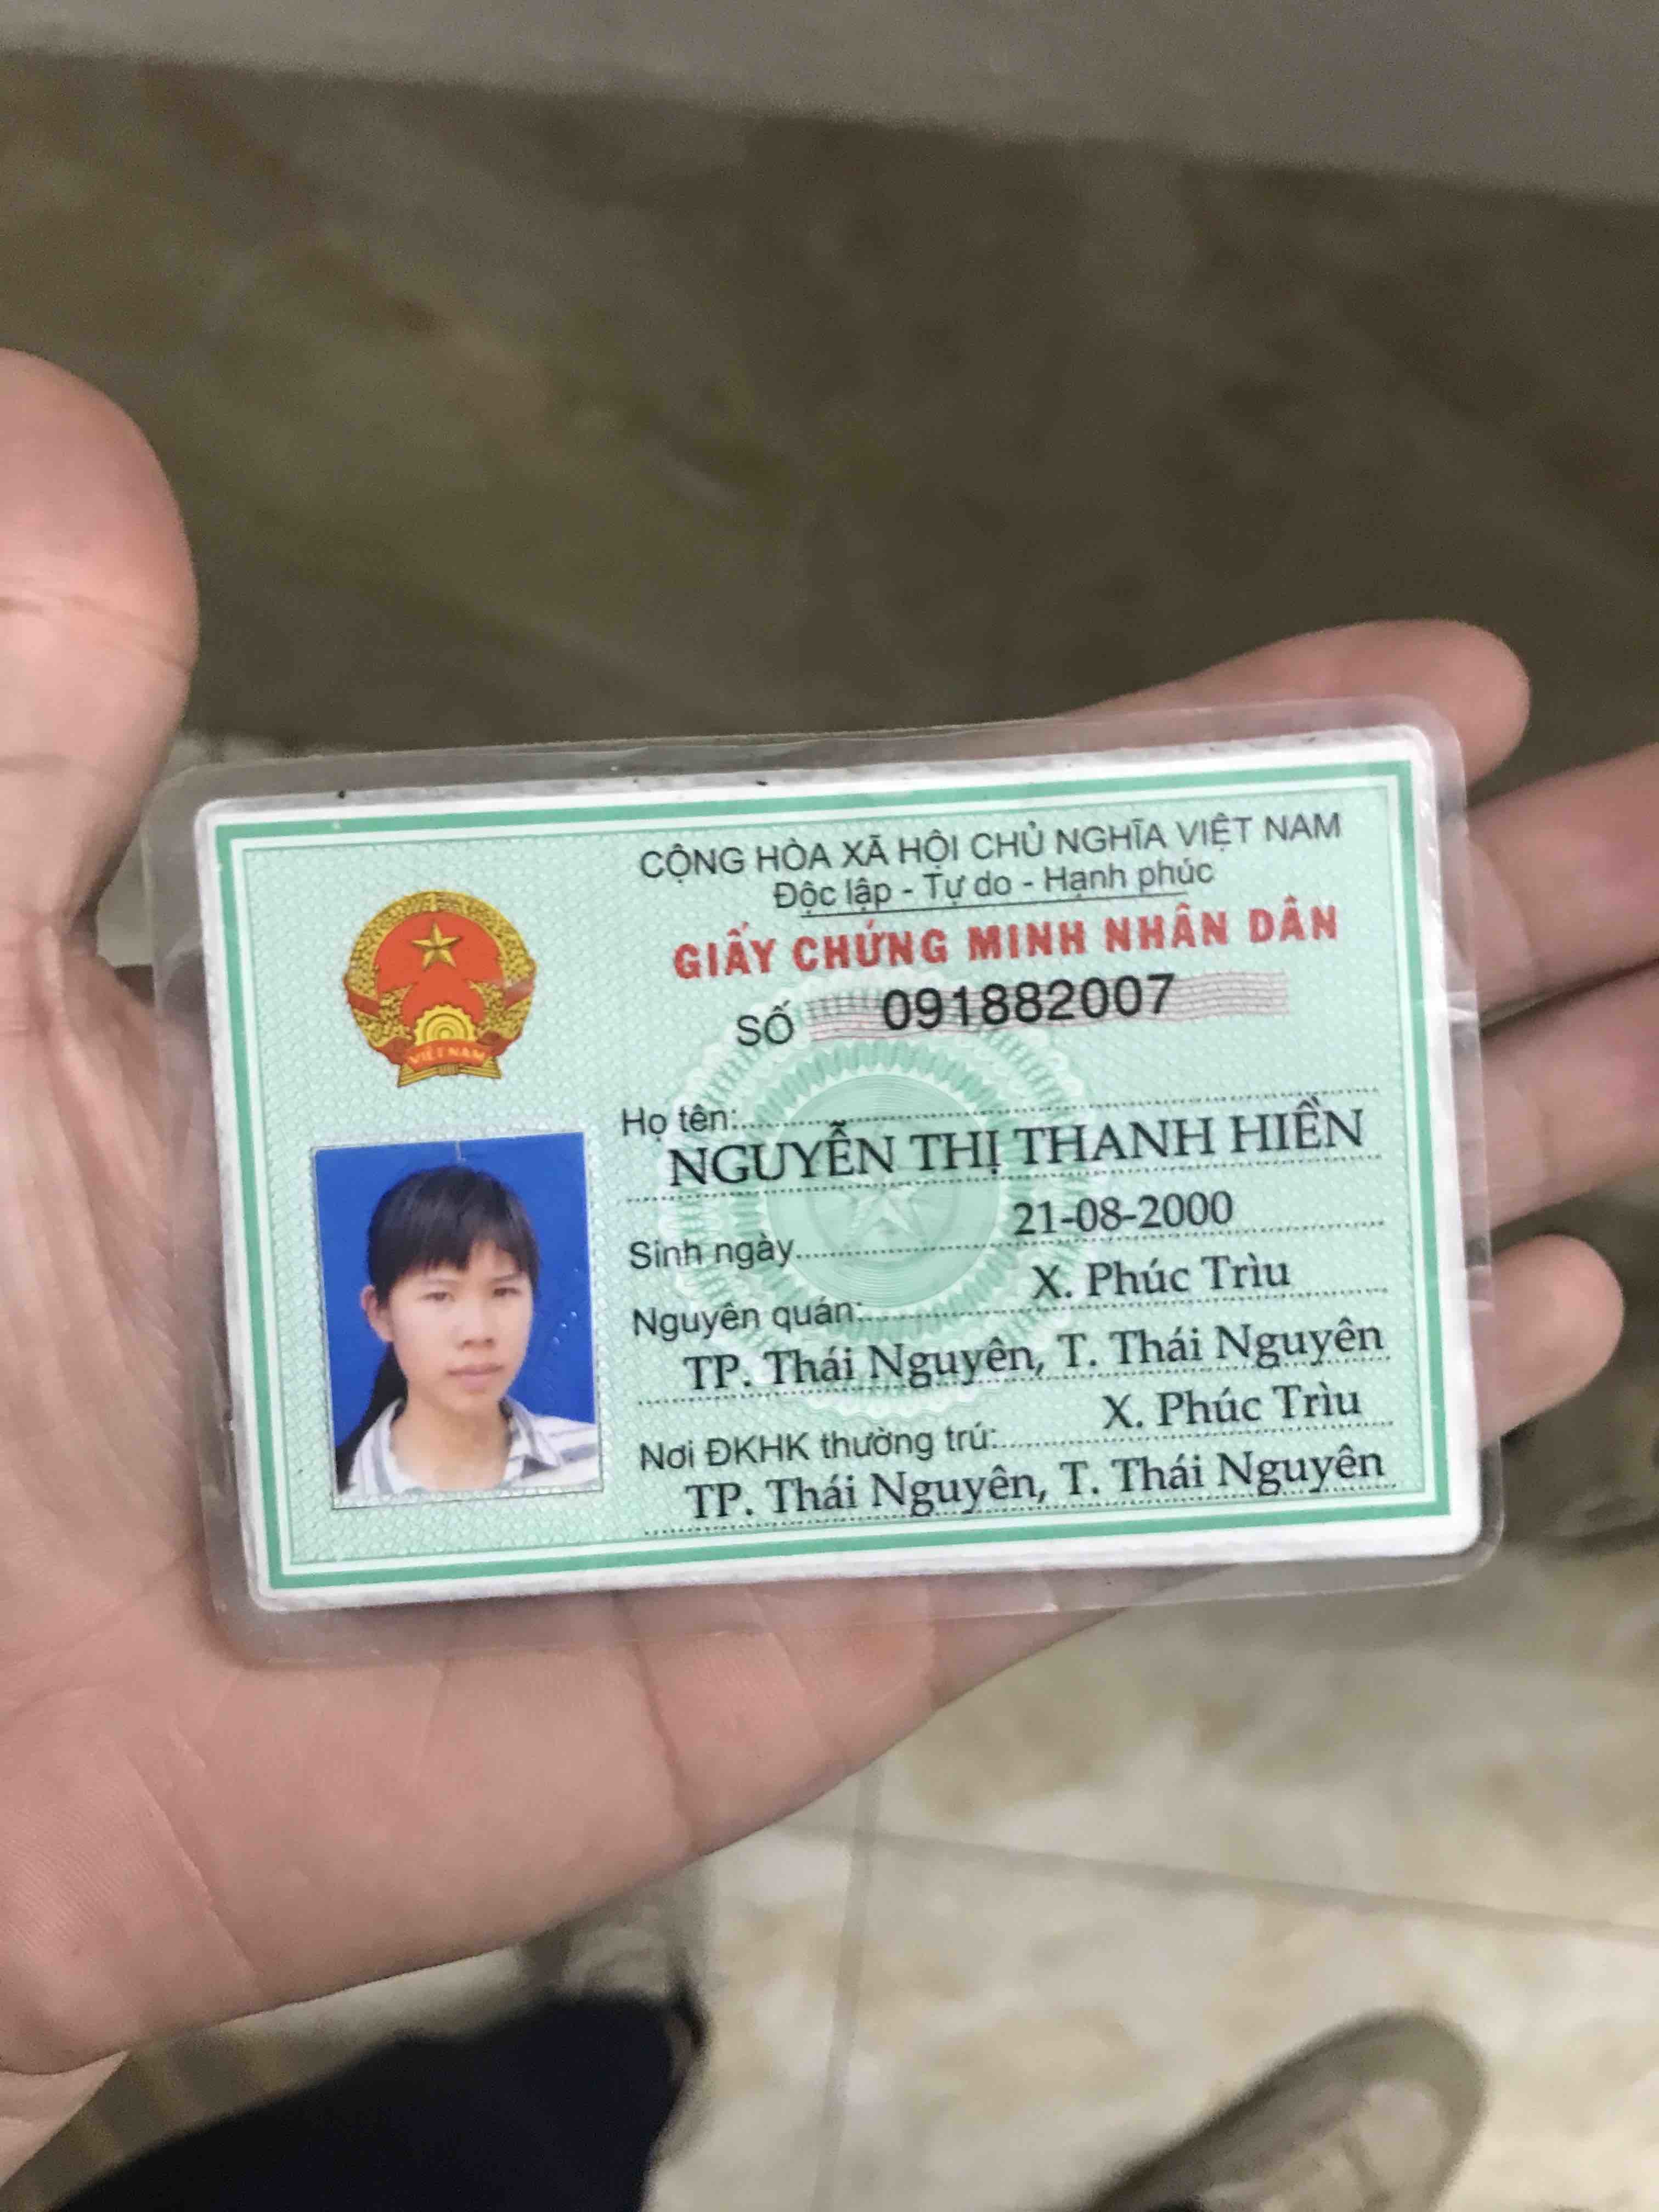 CỘNG HÒA XÃ HỘI CHỦ NGHĨA VIỆT NAM
Độc lập - Tự do - Hạnh phúc
GIẤY CHỨNG MINH NHÂN DÂN
SỐ 091882007
VIỆT NAM
Họ tên:
NGUYỄN THỊ THANH HIỀN
Sinh ngày 21-08-2000
Nguyên quán: X. Phúc Trìu
TP. Thái Nguyên, T. Thái Nguyên
Nơi ĐKHK thường trú: X. Phúc Trìu
TP. Thái Nguyên, T. Thái Nguyên